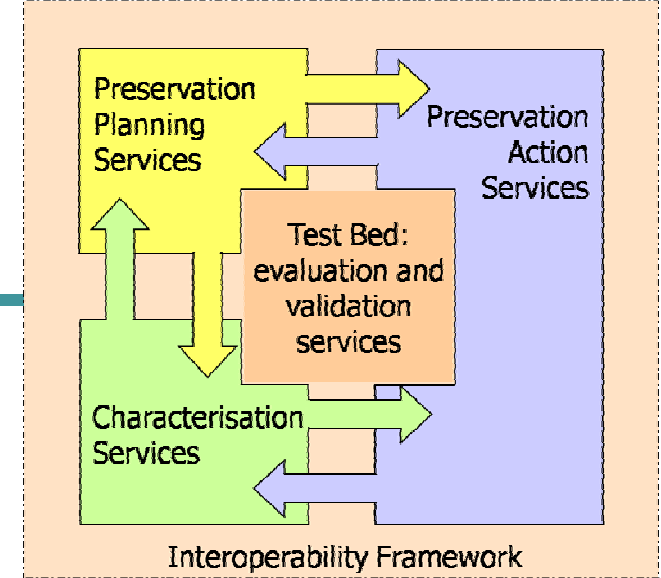 Preservation
Planning
Services
Preservation
Action
Services
Test Bed:
evaluation and
validation
services
Characterisation
Services
Interoperability Framework